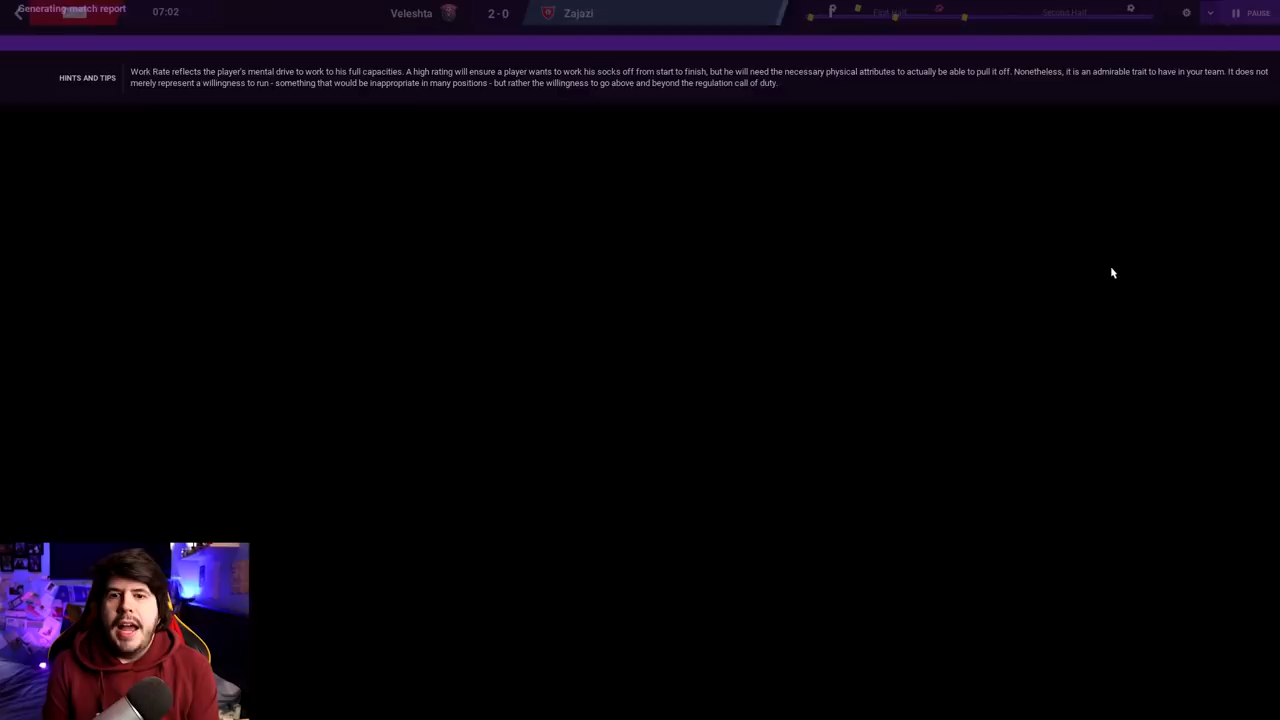 Generating match report
07:02
Veleshta
2-0
Zajazi
First Half
Second Half
PAUSE
HINTS AND TIPS
Work Rate reflects the player's mental drive to work to his full capacities. A high rating will ensure a player wants to work his socks off from start to finish, but he will need the necessary physical attributes to actually be able to pull it off. Nonetheless, it is an admirable trait to have in your team. It does not
merely represent a willingness to run - something that would be inappropriate in many positions - but rather the willingness to go above and beyond the regulation call of duty.